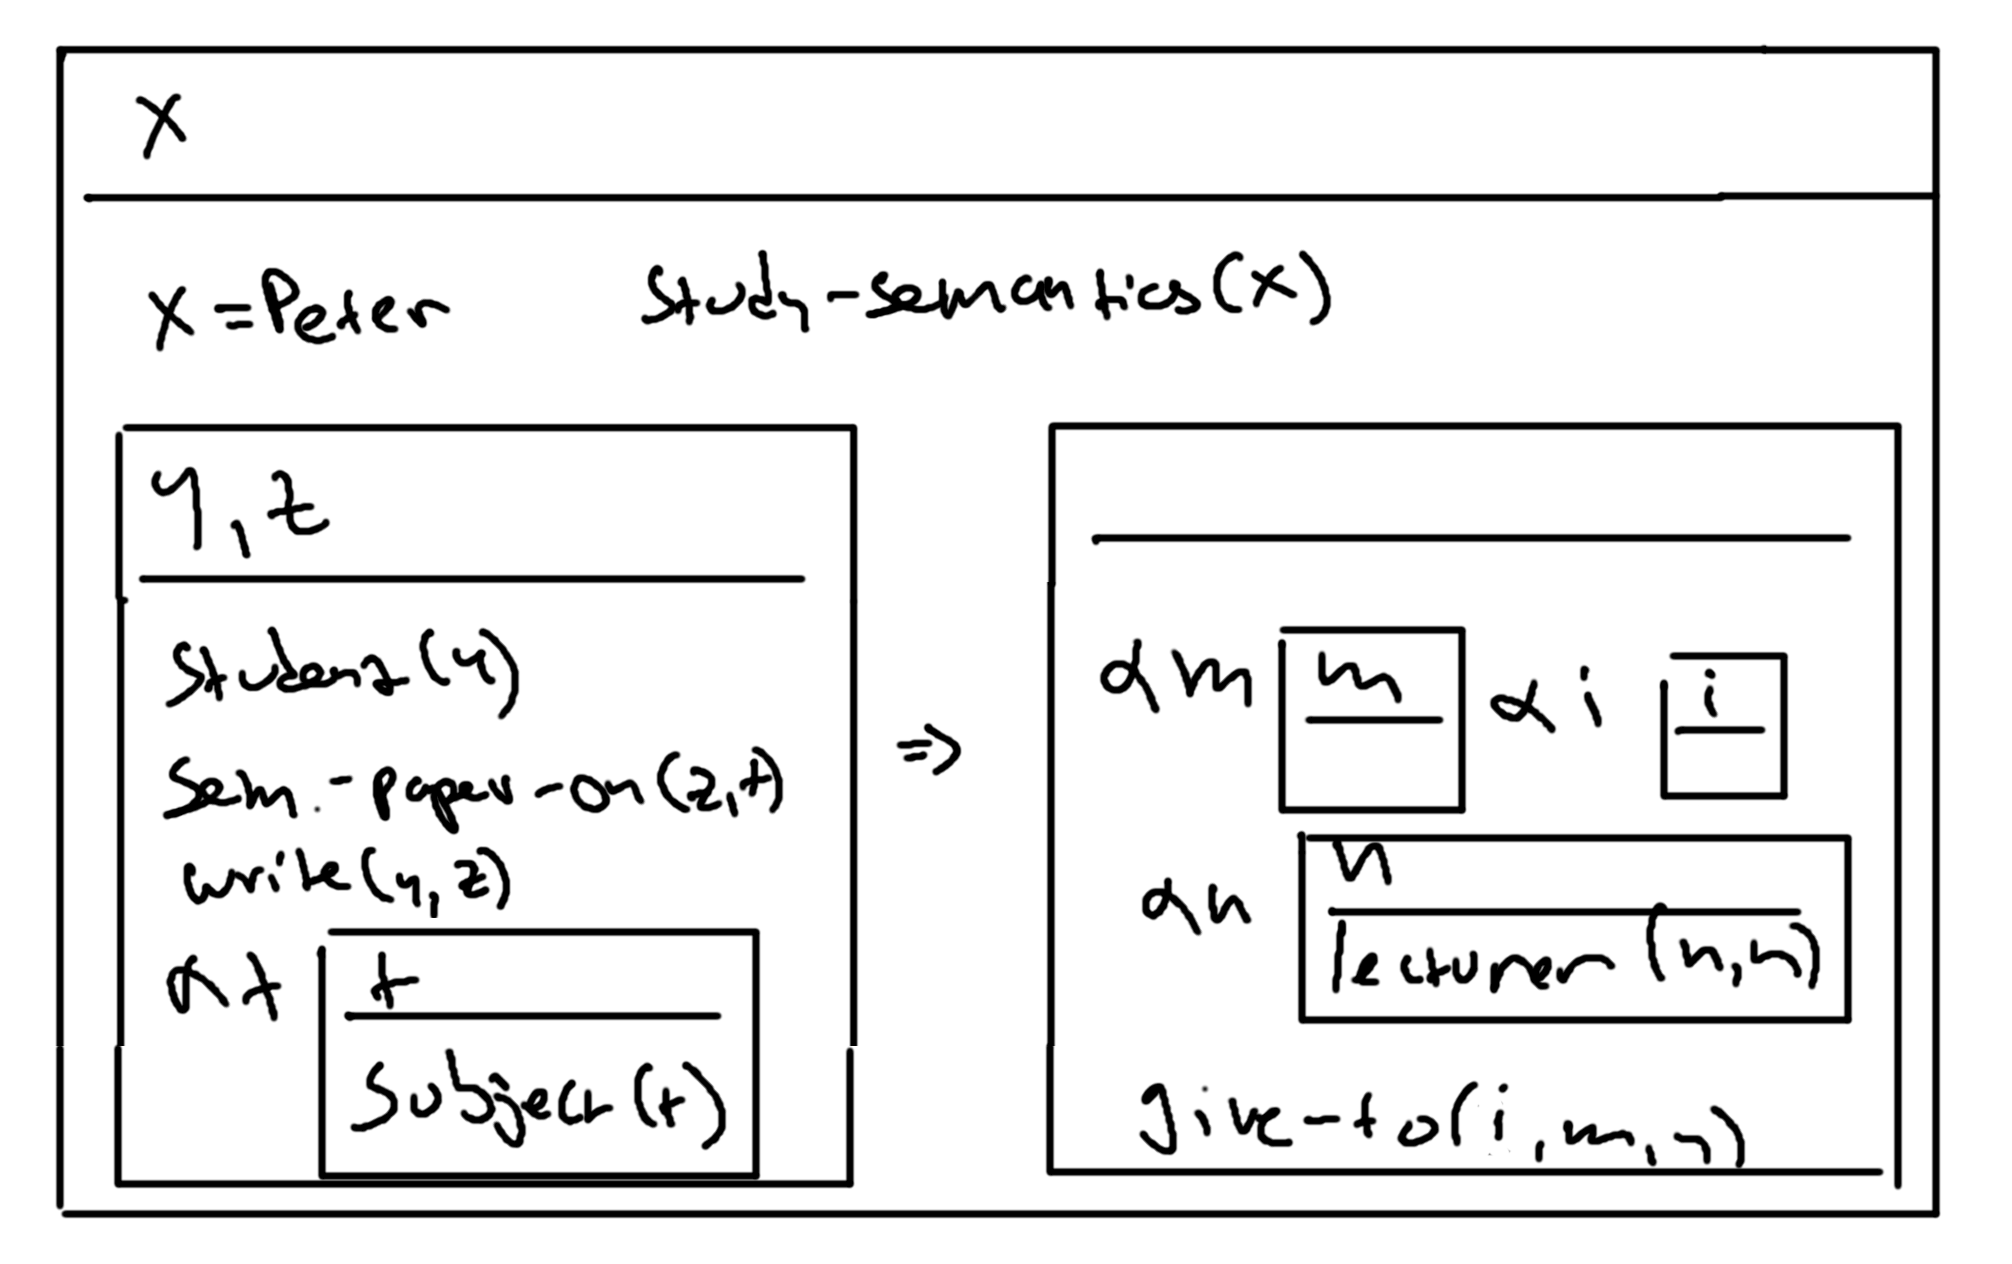 x
x = Peter study-semantics(x)
y, z
student(y)
sem.-paper-on(z,t)
write(y,z)
αt
t
subject(t)
⇒
αm m αi i
αn n
lecturer(n,n)
give-to(i,m,n)